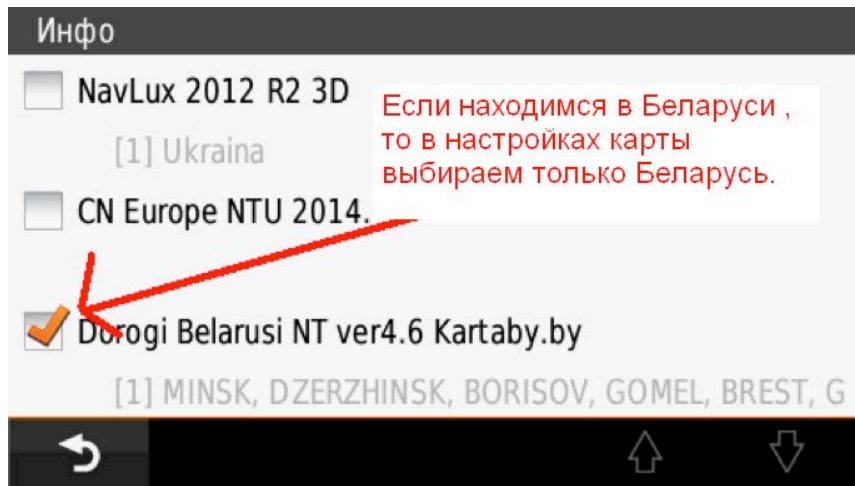 Инфо
NavLux 2012 R2 3D
[1] Ukraina
Если находимся в Беларуси ,
то в настройках карты
выбираем только Беларусь.
CN Europe NTU 2014.
Dorogi Belarusi NT ver4.6 Kartaby.by
[1] MINSK, DZERZHINSK, BORISOV, GOMEL, BREST, G